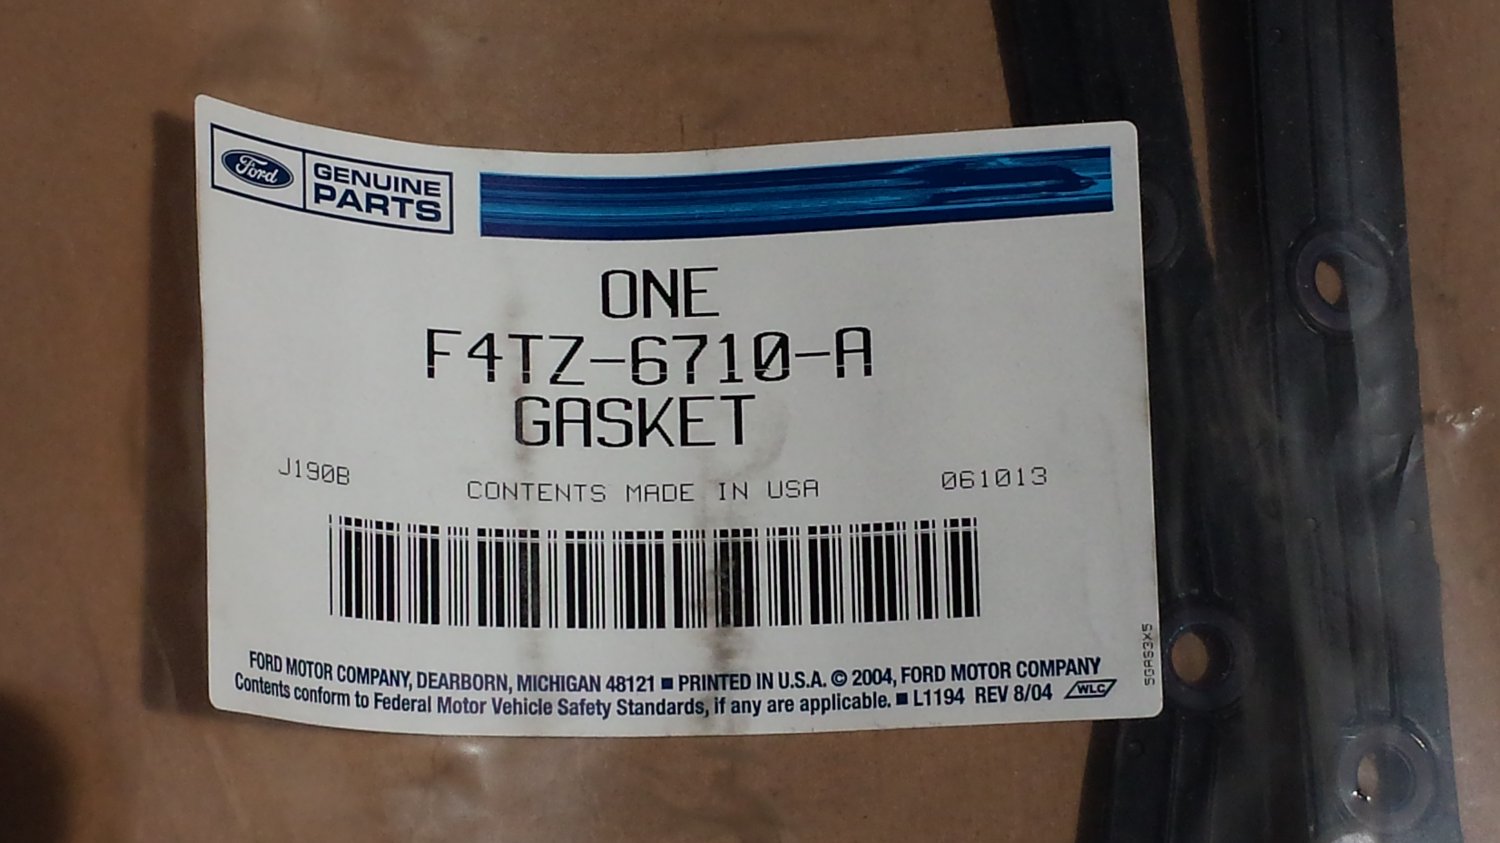 Ford GENUINE
PARTS
ONE
F4TZ-6710-A
GASKET
J190B
CONTENTS MADE IN USA
061013
SGAS3X5
FORD MOTOR COMPANY, DEARBORN, MICHIGAN 48121 ■ PRINTED IN U.S.A. © 2004, FORD MOTOR COMPANY
Contents conform to Federal Motor Vehicle Safety Standards, if any are applicable. ■ L1194 REV 8/04 WLC